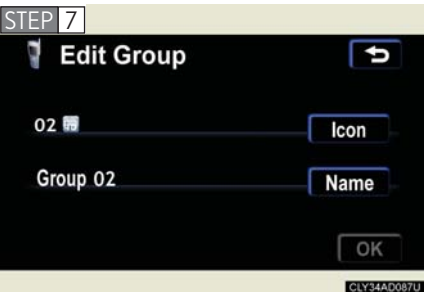 STEP 7
Edit Group
02
Icon
Group 02
Name
OK
CLY34AD087U